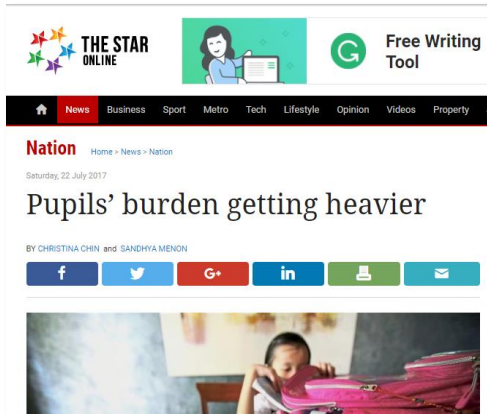 THE STAR
ONLINE
G
Free Writing
Tool
News Business Sport Metro Tech Lifestyle Opinion Videos Property
Nation Home > News > Nation
Saturday, 22 July 2017
Pupils’ burden getting heavier
BY CHRISTINA CHIN and SANDHYA MENON
f G+ in